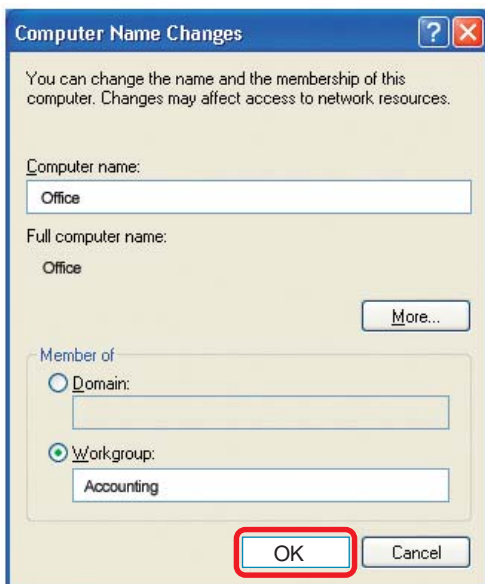 Computer Name Changes
You can change the name and the membership of this
computer. Changes may affect access to network resources.
Computer name:
Office
Full computer name:
Office
More...
Member of
Domain:
Workgroup:
Accounting
OK Cancel